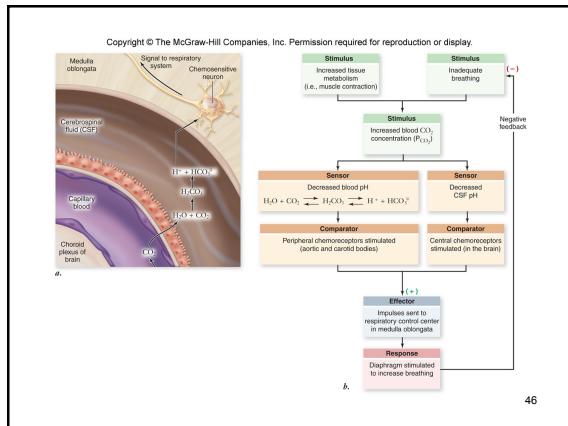 Copyright © The McGraw-Hill Companies, Inc. Permission required for reproduction or display.
Medulla
oblongata
Signal to respiratory
system
Chemosensitive
neuron
Cerebrospinal
fluid (CSF)
H⁺ + HCO₃
H₂CO₃
H₂O + CO₂
Capillary
blood
CO₂
Choroid
plexus of
brain
a.
Stimulus
Increased tissue
metabolism
(i.e., muscle contraction)
Stimulus
Inadequate
breathing
(−)
Negative
feedback
Stimulus
Increased blood CO₂
concentration (P_CO₂)
Sensor
Decreased blood pH
H₂O + CO₂ ⇌ H₂CO₃ ⇌ H⁺ + HCO₃
Sensor
Decreased
CSF pH
Comparator
Peripheral chemoreceptors stimulated
(aortic and carotid bodies)
Comparator
Central chemoreceptors
stimulated (in the brain)
(+)
Effector
Impulses sent to
respiratory control center
in medulla oblongata
Response
Diaphragm stimulated
to increase breathing
b.
46